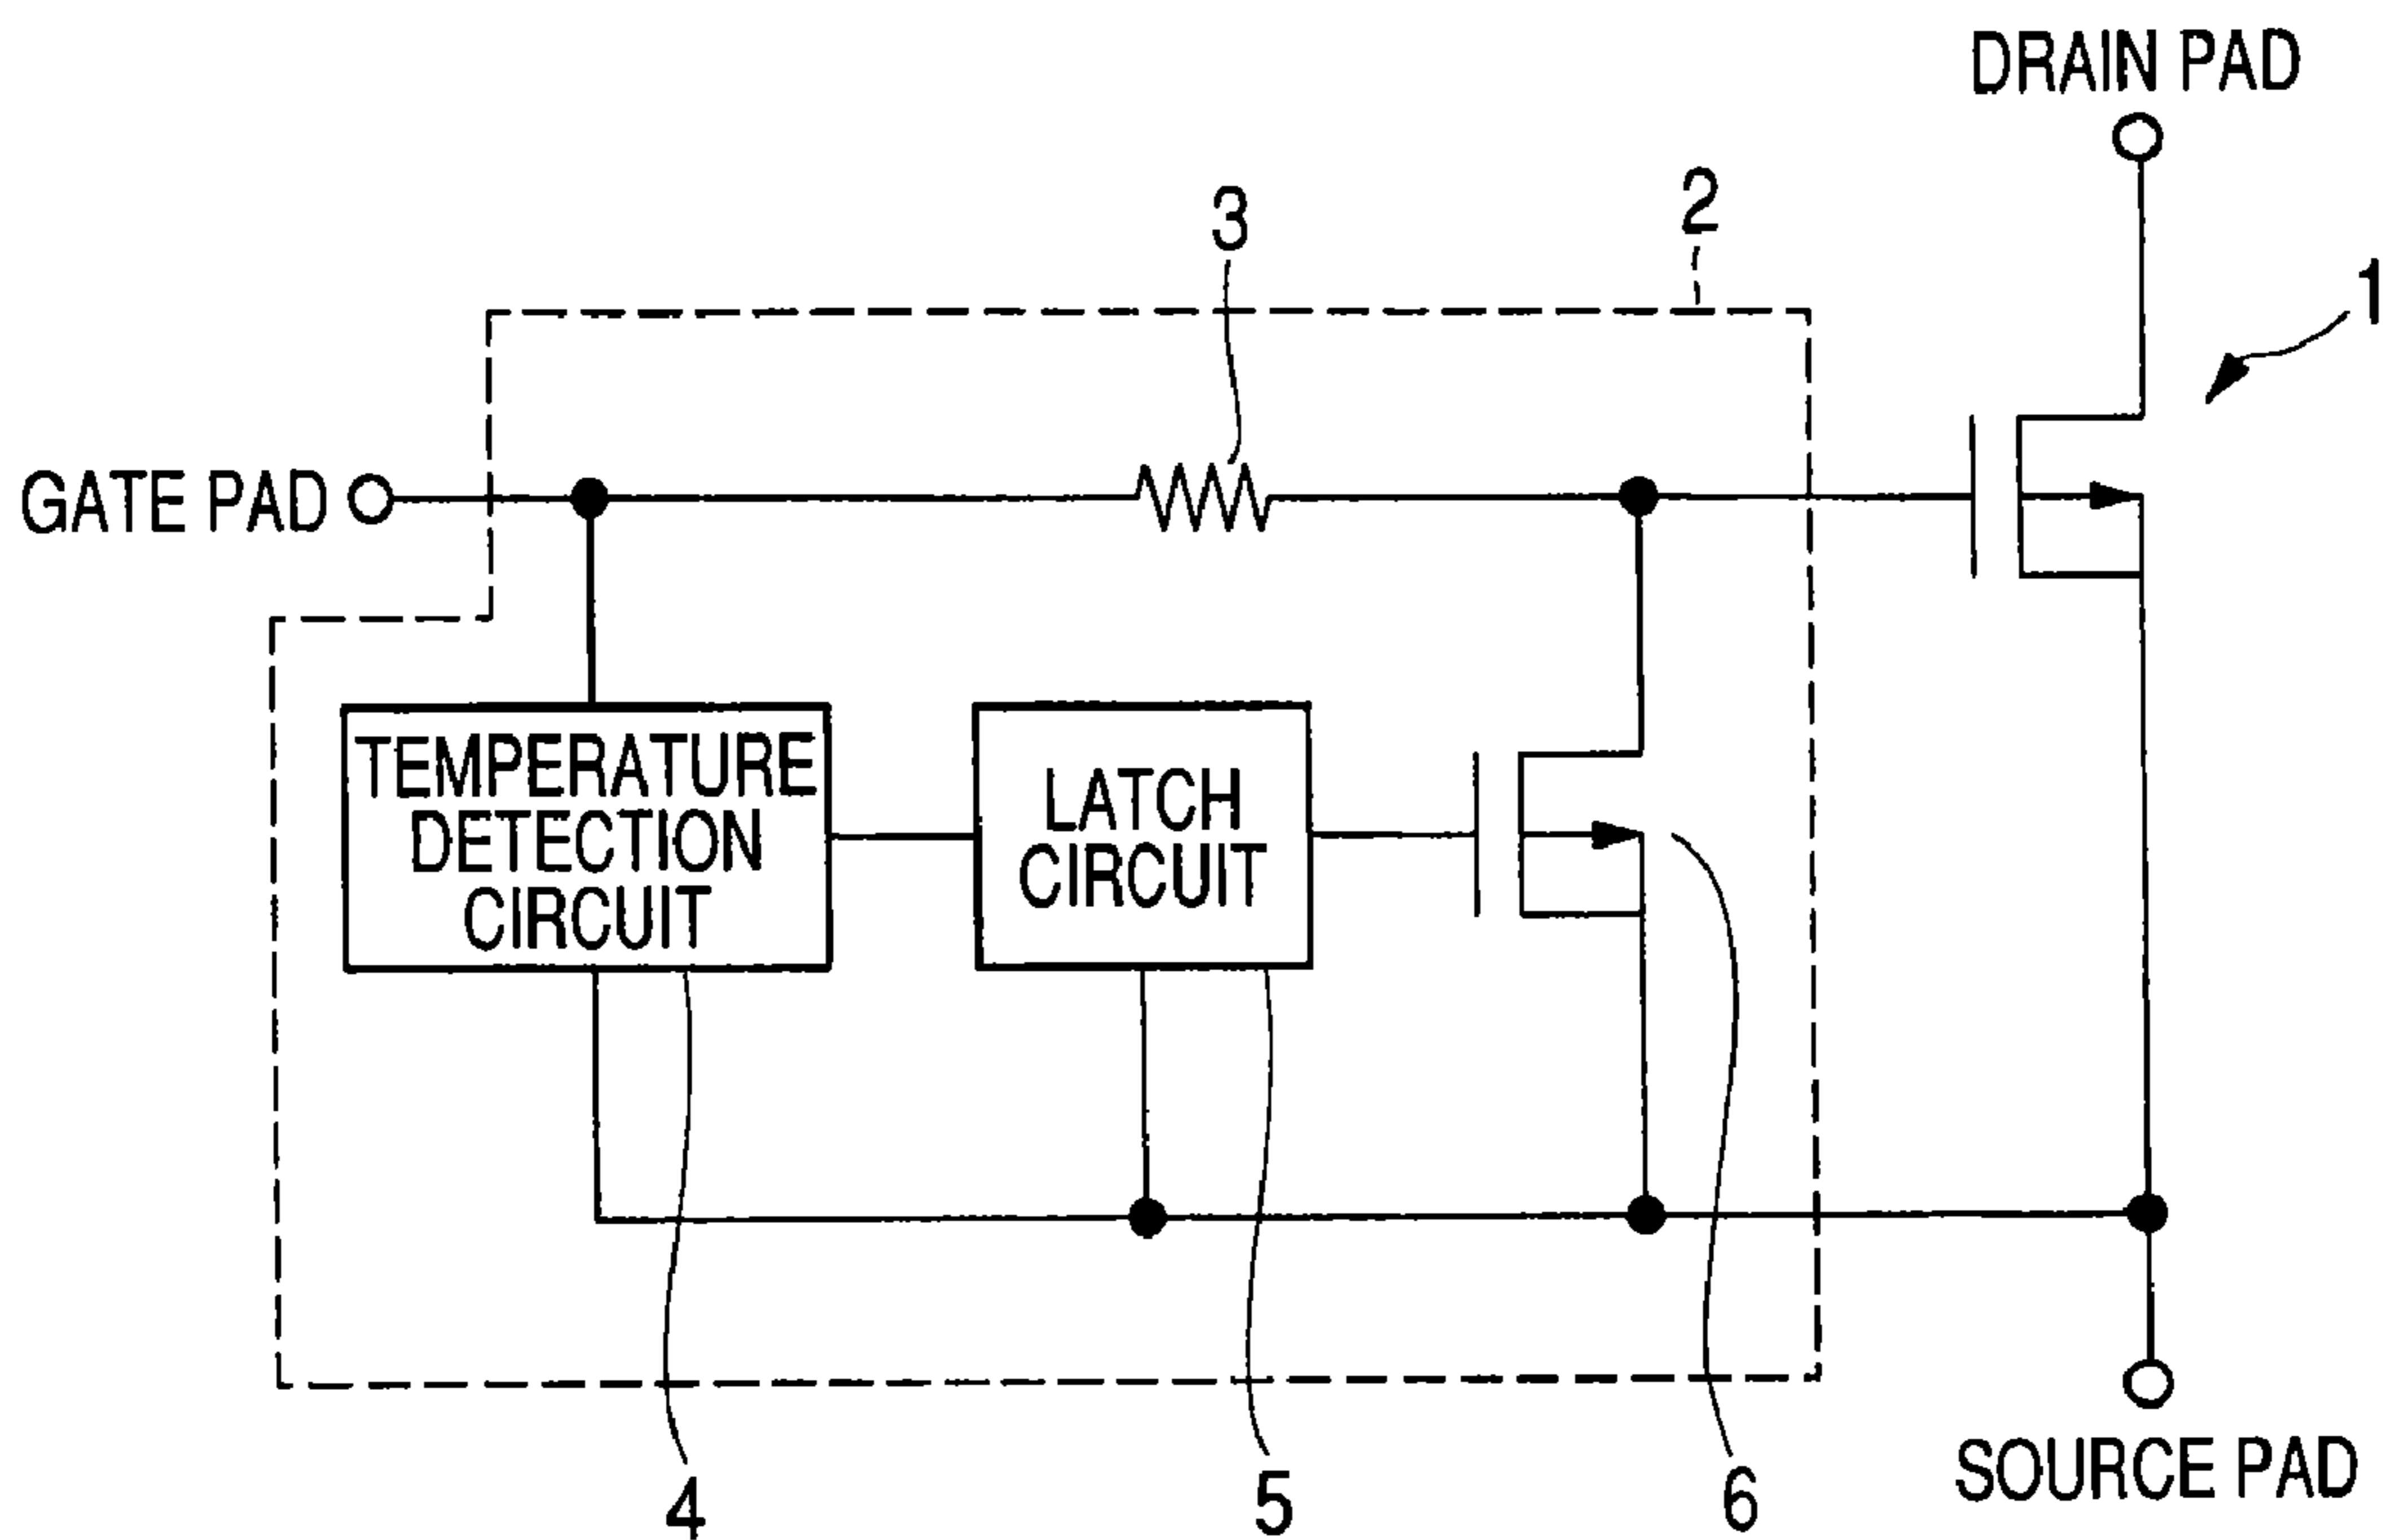 DRAIN PAD
2
3
1
GATE PAD
TEMPERATURE
DETECTION
CIRCUIT
LATCH
CIRCUIT
SOURCE PAD
4
5
6